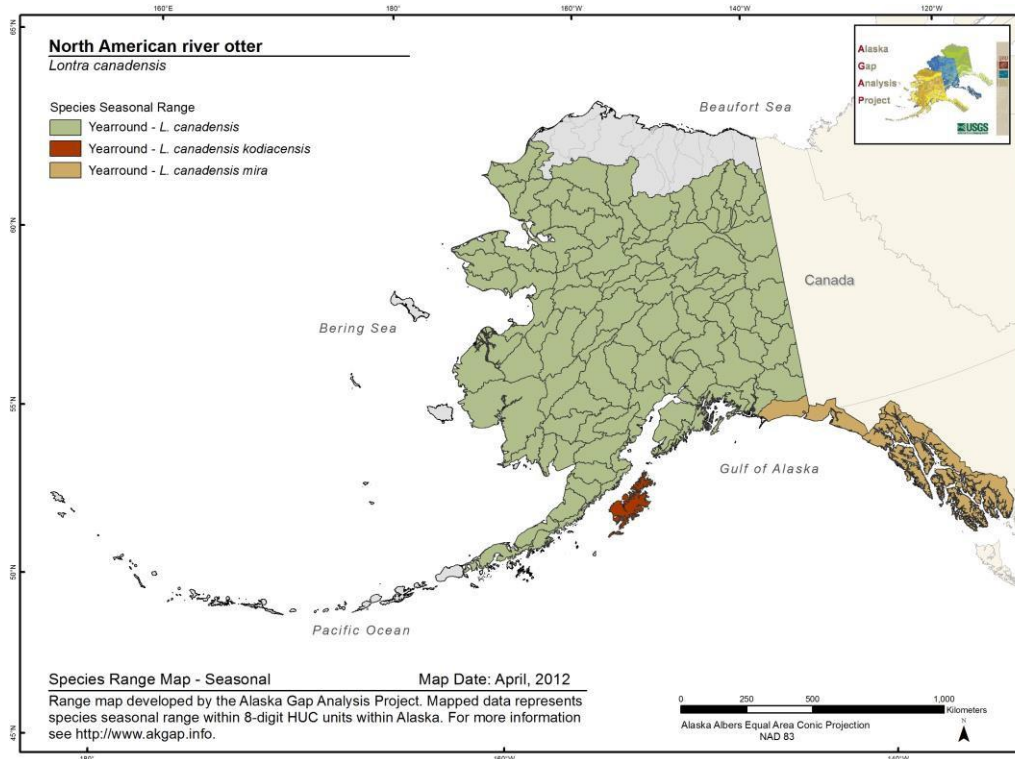 65°N
180°
160°W
140°W
120°W
North American river otter
Lontra canadensis
Species Seasonal Range
Yearround - L. canadensis
Yearround - L. canadensis kodiacensis
Yearround - L. canadensis mira
Alaska
Gap
Analysis
Project
USGS
Beaufort Sea
60°N
Canada
Bering Sea
55°N
Gulf of Alaska
50°N
Pacific Ocean
Species Range Map - Seasonal Map Date: April, 2012
Range map developed by the Alaska Gap Analysis Project. Mapped data represents
species seasonal range within 8-digit HUC units within Alaska. For more information
see http://www.akgap.info.
0 250 500 1,000
Kilometers
Alaska Albers Equal Area Conic Projection
NAD 83
N
45°N
180°
160°W
140°W